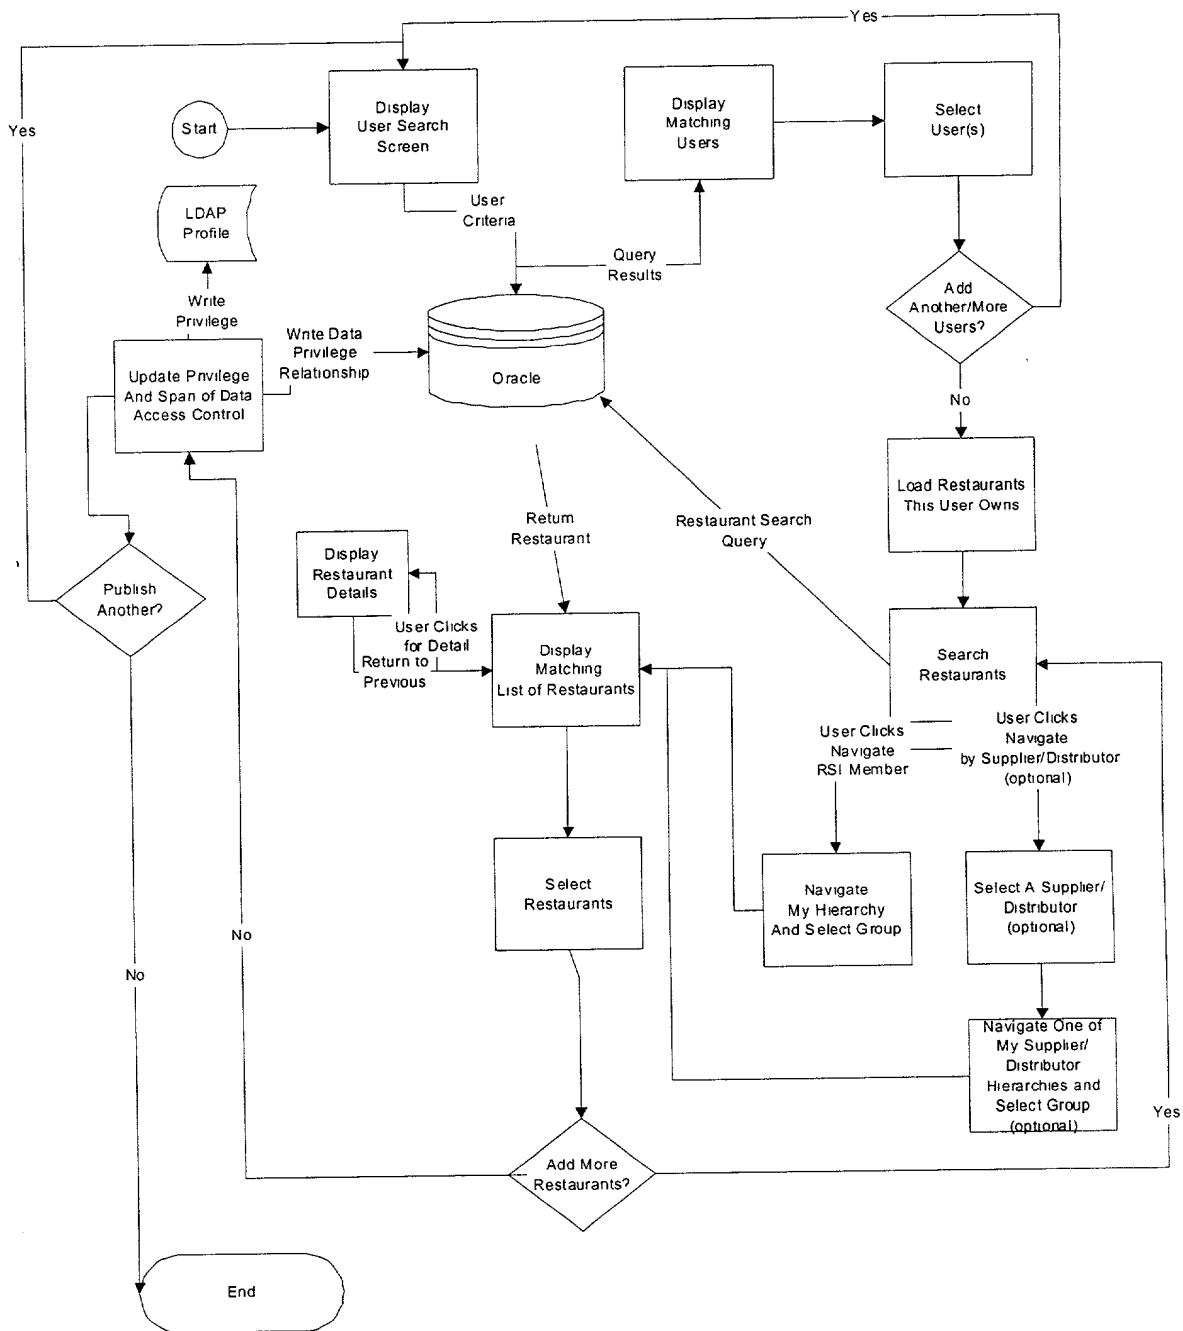 Yes
Yes
Start
Display
User Search
Screen
Display
Matching
Users
Select
User(s)
LDAP
Profile
User
Criteria
Query
Results
Write
Privilege
Write Data
Privilege
Relationship
Add
Another/More
Users?
Update Privilege
And Span of Data
Access Control
Oracle
No
Load Restaurants
This User Owns
Return
Restaurant
Restaurant Search
Query
Display
Restaurant
Details
Publish
Another?
User Clicks
for Detail
Return to
Previous
Display
Matching
List of Restaurants
Search
Restaurants
User Clicks
Navigate
RSI Member
User Clicks
Navigate
by Supplier/Distributor
(optional)
Select
Restaurants
Navigate
My Hierarchy
And Select Group
Select A Supplier/
Distributor
(optional)
No
No
Navigate One of
My Supplier/
Distributor
Hierarchies and
Select Group
(optional)
Yes
Add More
Restaurants?
End